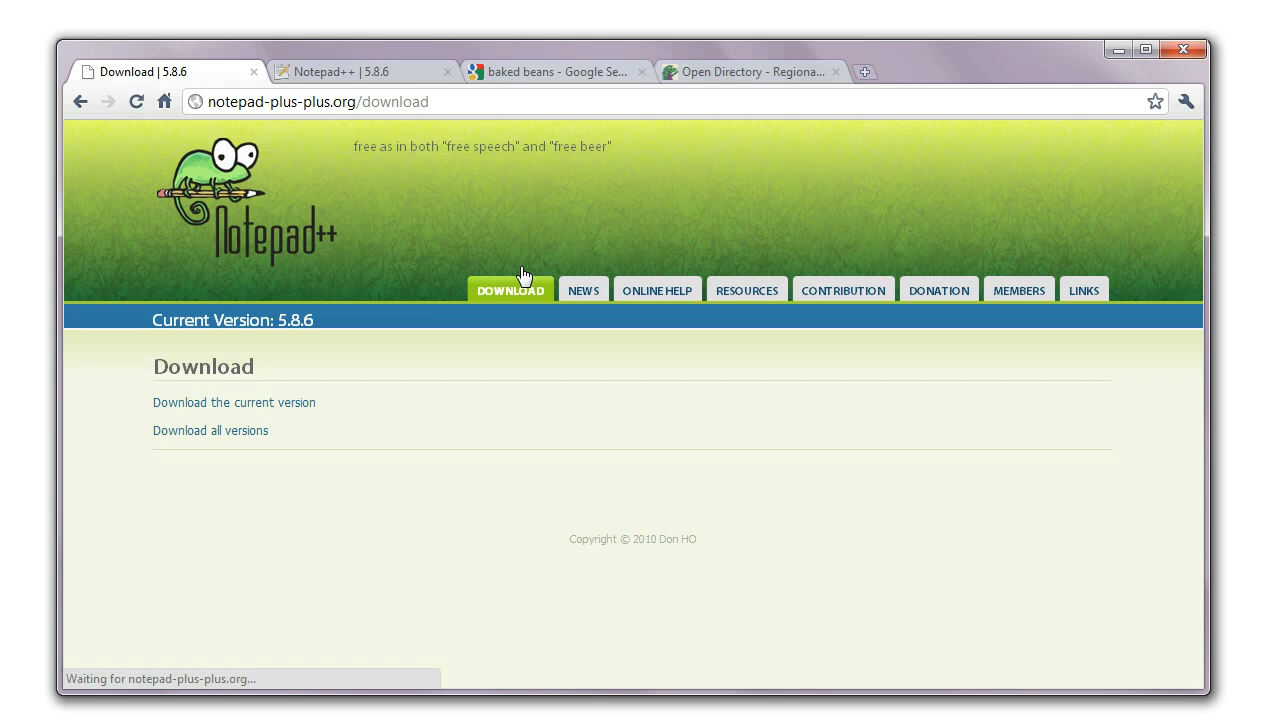 Download | 5.8.6
Notepad++ | 5.8.6
baked beans - Google Se...
Open Directory - Regiona...
notepad-plus-plus.org/download
free as in both "free speech" and "free beer"
Notepad++
DOWNLOAD
NEWS
ONLINE HELP
RESOURCES
CONTRIBUTION
DONATION
MEMBERS
LINKS
Current Version: 5.8.6
Download
Download the current version
Download all versions
Copyright © 2010 Don HO
Waiting for notepad-plus-plus.org...